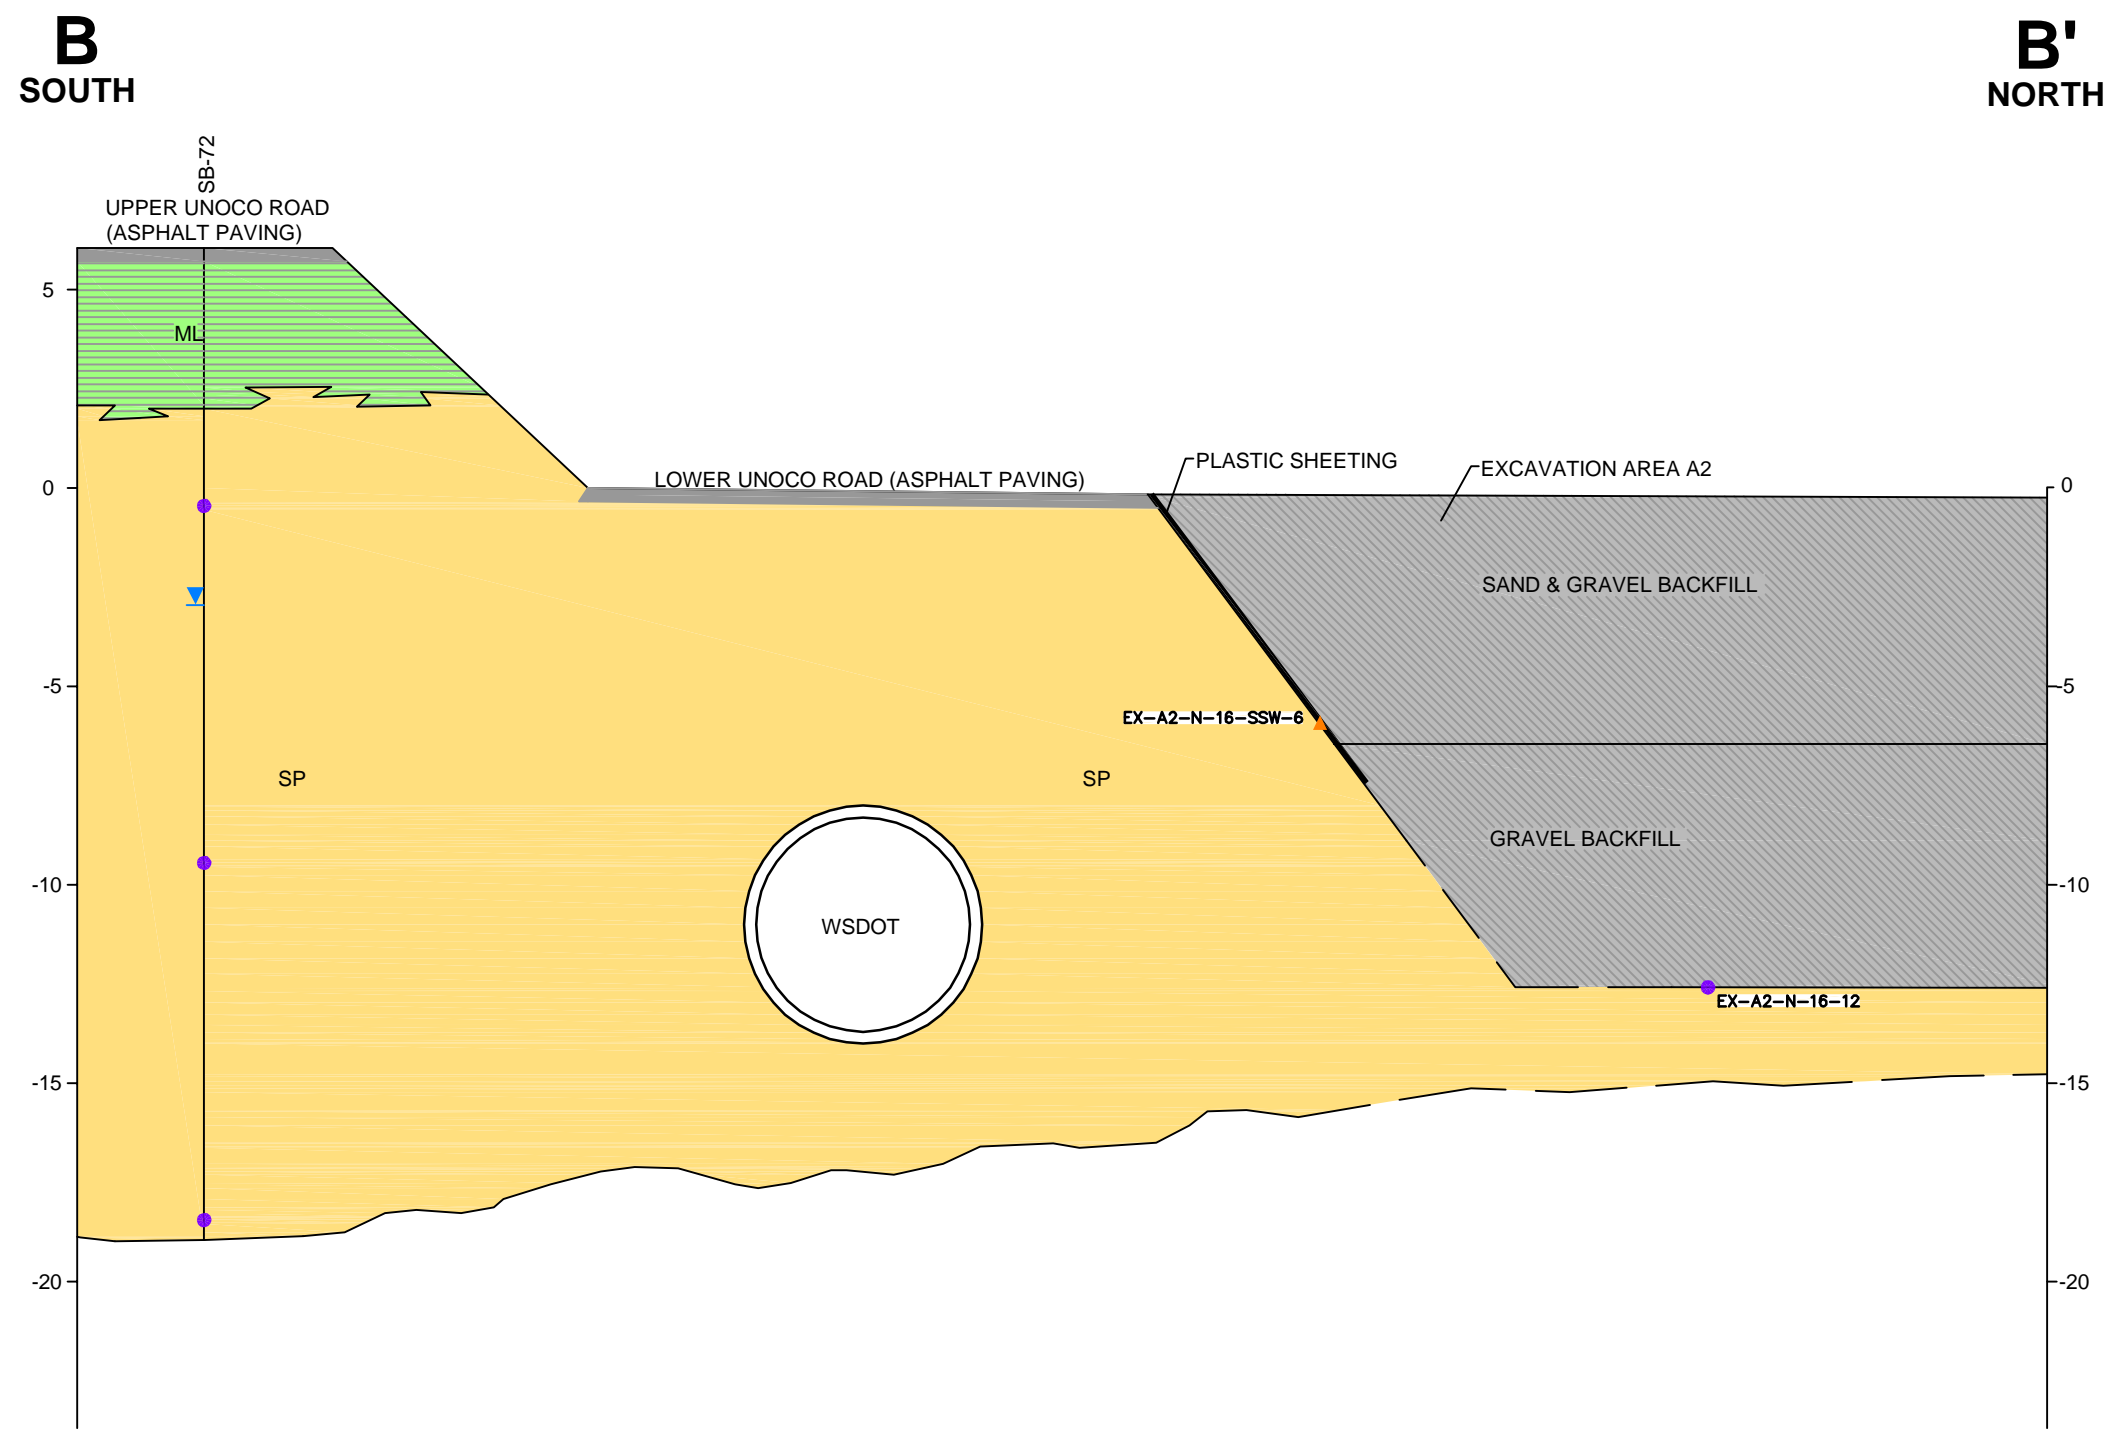 B
SOUTH
B'
NORTH
SB-72
UPPER UNOCO ROAD
(ASPHALT PAVING)
5
ML
0
LOWER UNOCO ROAD (ASPHALT PAVING)
PLASTIC SHEETING
EXCAVATION AREA A2
0
SAND & GRAVEL BACKFILL
-5
-5
EX-A2-N-16-SSW-6
SP
SP
GRAVEL BACKFILL
-10
-10
WSDOT
EX-A2-N-16-12
-15
-15
-20
-20